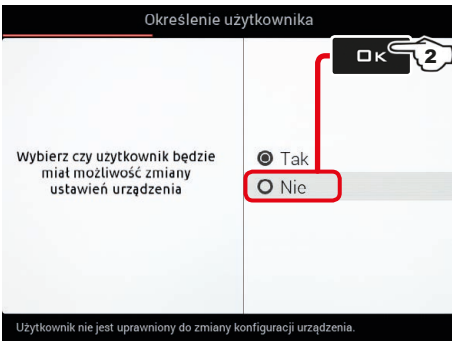 Określenie użytkownika
OK
2
Wybierz czy użytkownik będzie
miał możliwość zmiany
ustawień urządzenia
Tak
Nie
Użytkownik nie jest uprawniony do zmiany konfiguracji urządzenia.